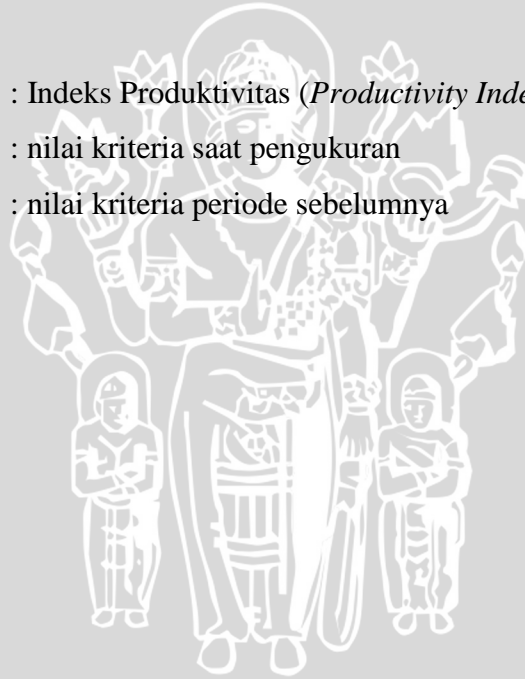 : Indeks Produktivitas (Productivity Inde
: nilai kriteria saat pengukuran
: nilai kriteria periode sebelumnya